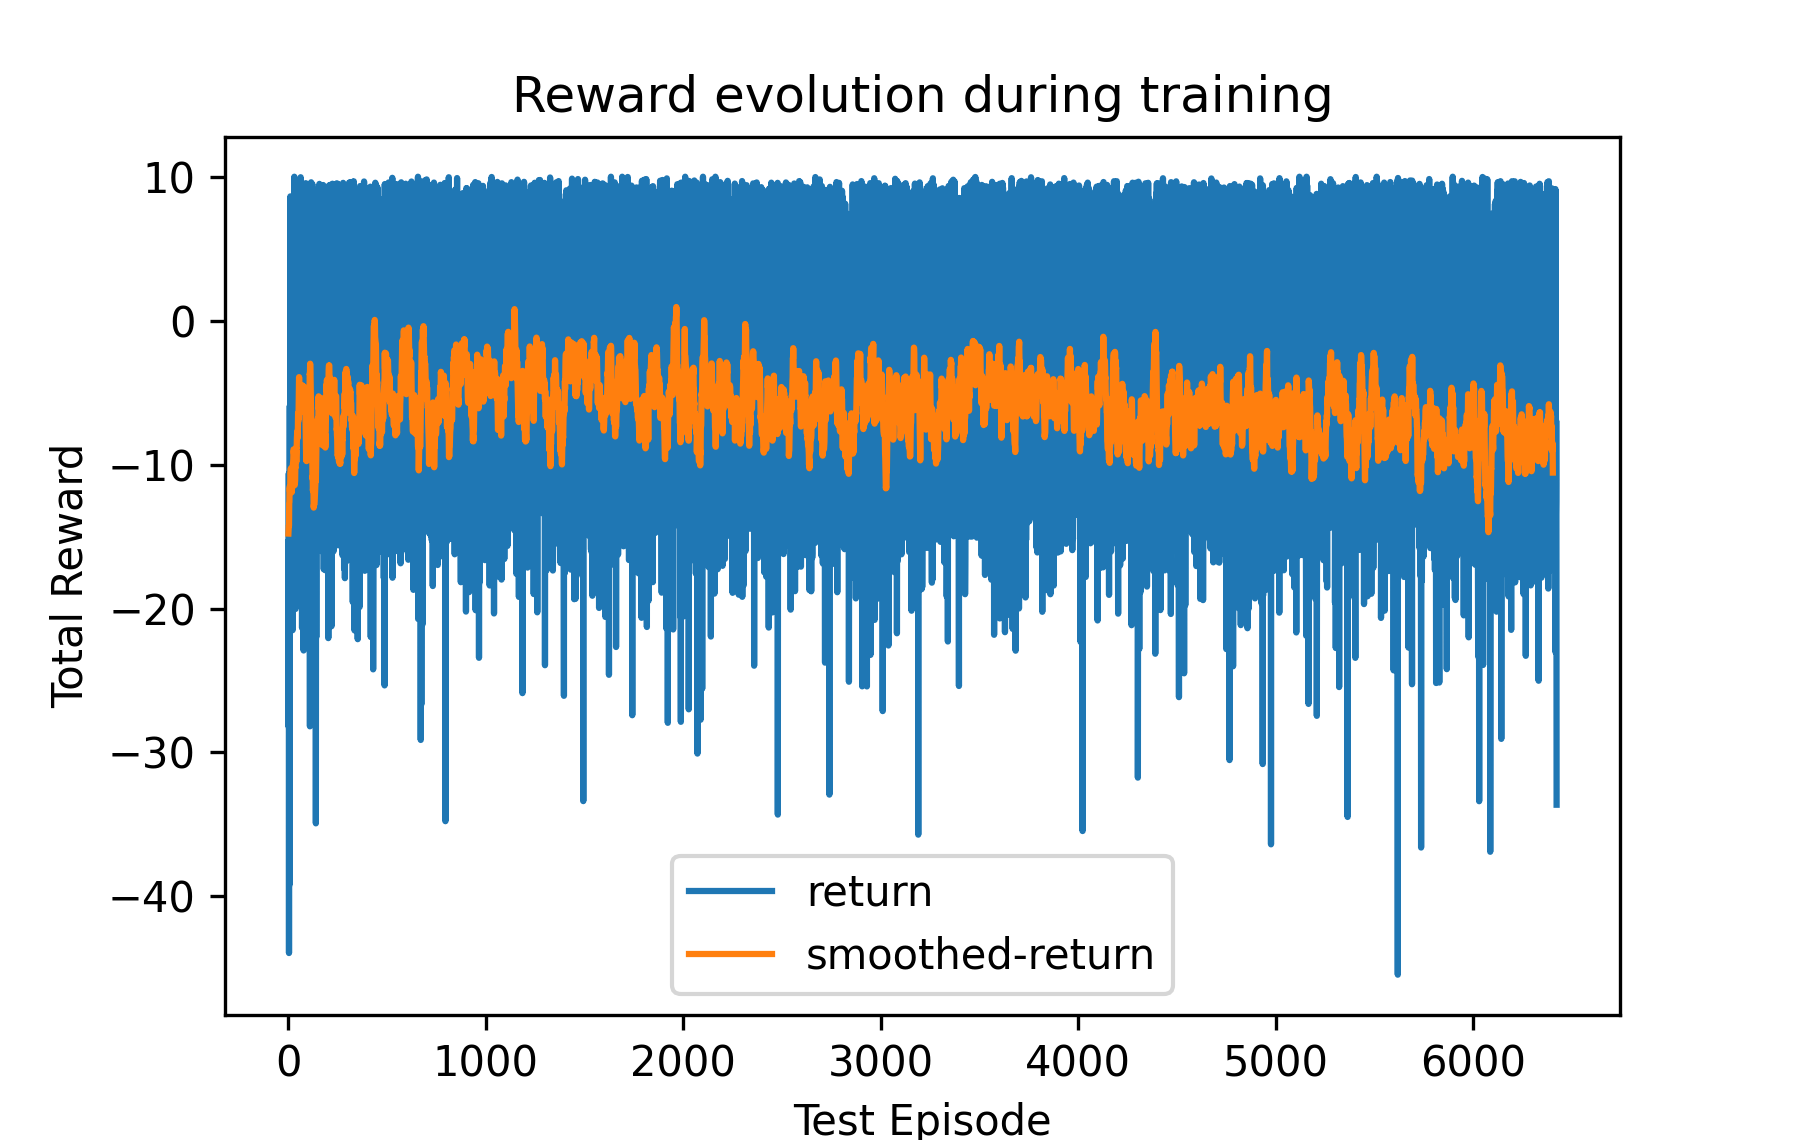 Reward evolution during training
10
0
−10
−20
−30
−40
Total Reward
return
smoothed-return
0 1000 2000 3000 4000 5000 6000
Test Episode